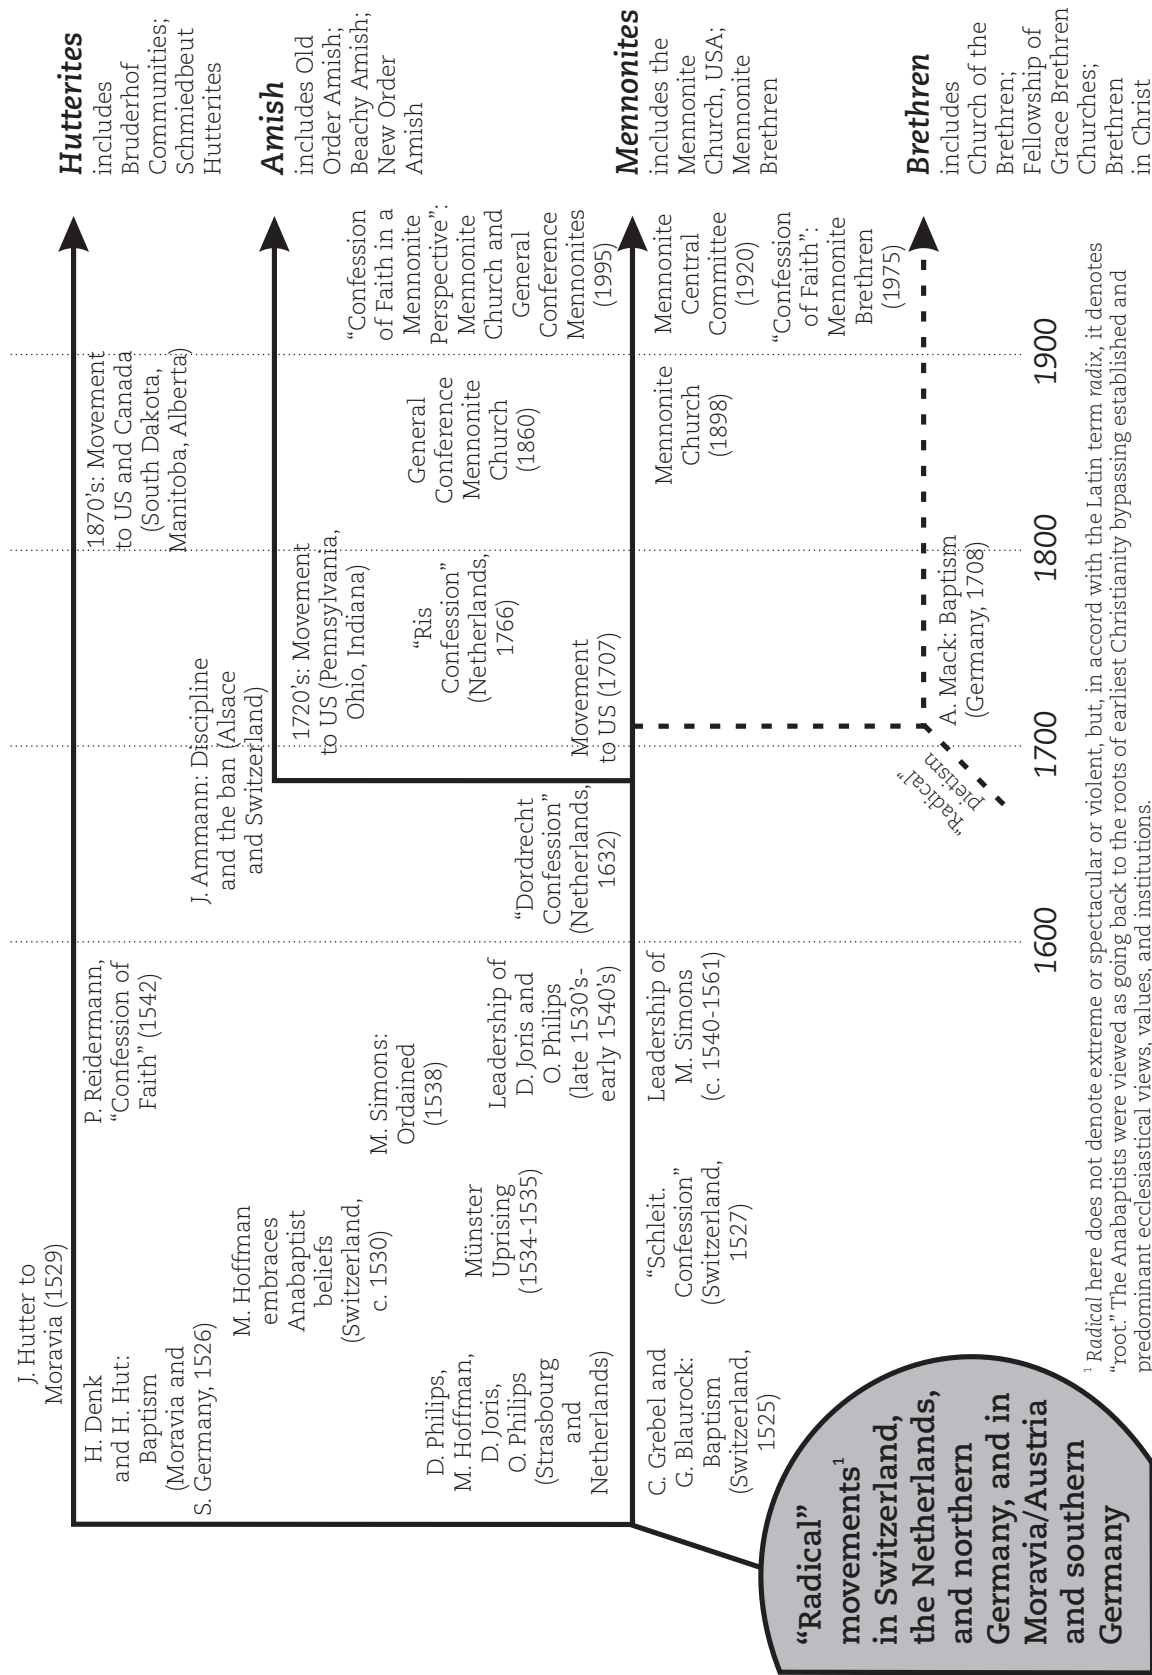 J. Hutter to
Moravia (1529)
H. Denk
and H. Hut:
Baptism
(Moravia and
S. Germany, 1526)
P. Reidermann,
“Confession of
Faith” (1542)
1870's: Movement
to US and Canada
(South Dakota,
Manitoba, Alberta)
Hutterites
includes
Bruderhof
Communities;
Schmiedbeut
Hutterites
M. Hoffman
embraces
Anabaptist
beliefs
(Switzerland,
c. 1530)
J. Ammann: Discipline
and the ban (Alsace
and Switzerland)
1720's: Movement
to US (Pennsylvania,
Ohio, Indiana)
Amish
includes Old
Order Amish;
Beachy Amish;
New Order
Amish
D. Philips,
M. Hoffman,
D. Joris,
O. Philips
(Strasbourg
and
Netherlands)
Münster
Uprising
(1534-1535)
M. Simons:
Ordained
(1538)
Leadership of
D. Joris and
O. Philips
(late 1530's-
early 1540's)
“Dordrecht
Confession”
(Netherlands,
1632)
Movement
to US (1707)
“Ris
Confession”
(Netherlands,
1766)
General
Conference
Mennonite
Church
(1860)
“Confession
of Faith in a
Mennonite
Perspective”:
Mennonite
Church and
General
Conference
Mennonites
(1995)
Mennonites
includes the
Mennonite
Church, USA;
Mennonite
Brethren
C. Grebel and
G. Blaurock:
Baptism
(Switzerland,
1525)
“Schleit.
Confession”
(Switzerland,
1527)
Leadership of
M. Simons
(c. 1540-1561)
Mennonite
Church
(1898)
Mennonite
Central
Committee
(1920)
“Confession
of Faith”:
Mennonite
Brethren
(1975)
“Radical”
pietism
A. Mack: Baptism
(Germany, 1708)
Brethren
includes
Church of the
Brethren;
Fellowship of
Grace Brethren
Churches;
Brethren
in Christ
“Radical”
movements¹
in Switzerland,
the Netherlands,
and northern
Germany, and in
Moravia/Austria
and southern
Germany
1600
1700
1800
1900
¹ Radical here does not denote extreme or spectacular or violent, but, in accord with the Latin term radix, it denotes
“root.” The Anabaptists were viewed as going back to the roots of earliest Christianity bypassing established and
predominant ecclesiastical views, values, and institutions.